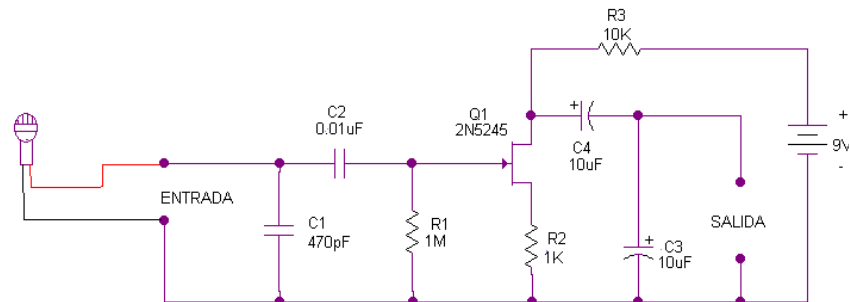 R3
10K
C2
0.01uF
Q1
2N5245
+
C4
10uF
+
9V
-
ENTRADA
C1
470pF
R1
1M
R2
1K
+
C3
10uF
SALIDA